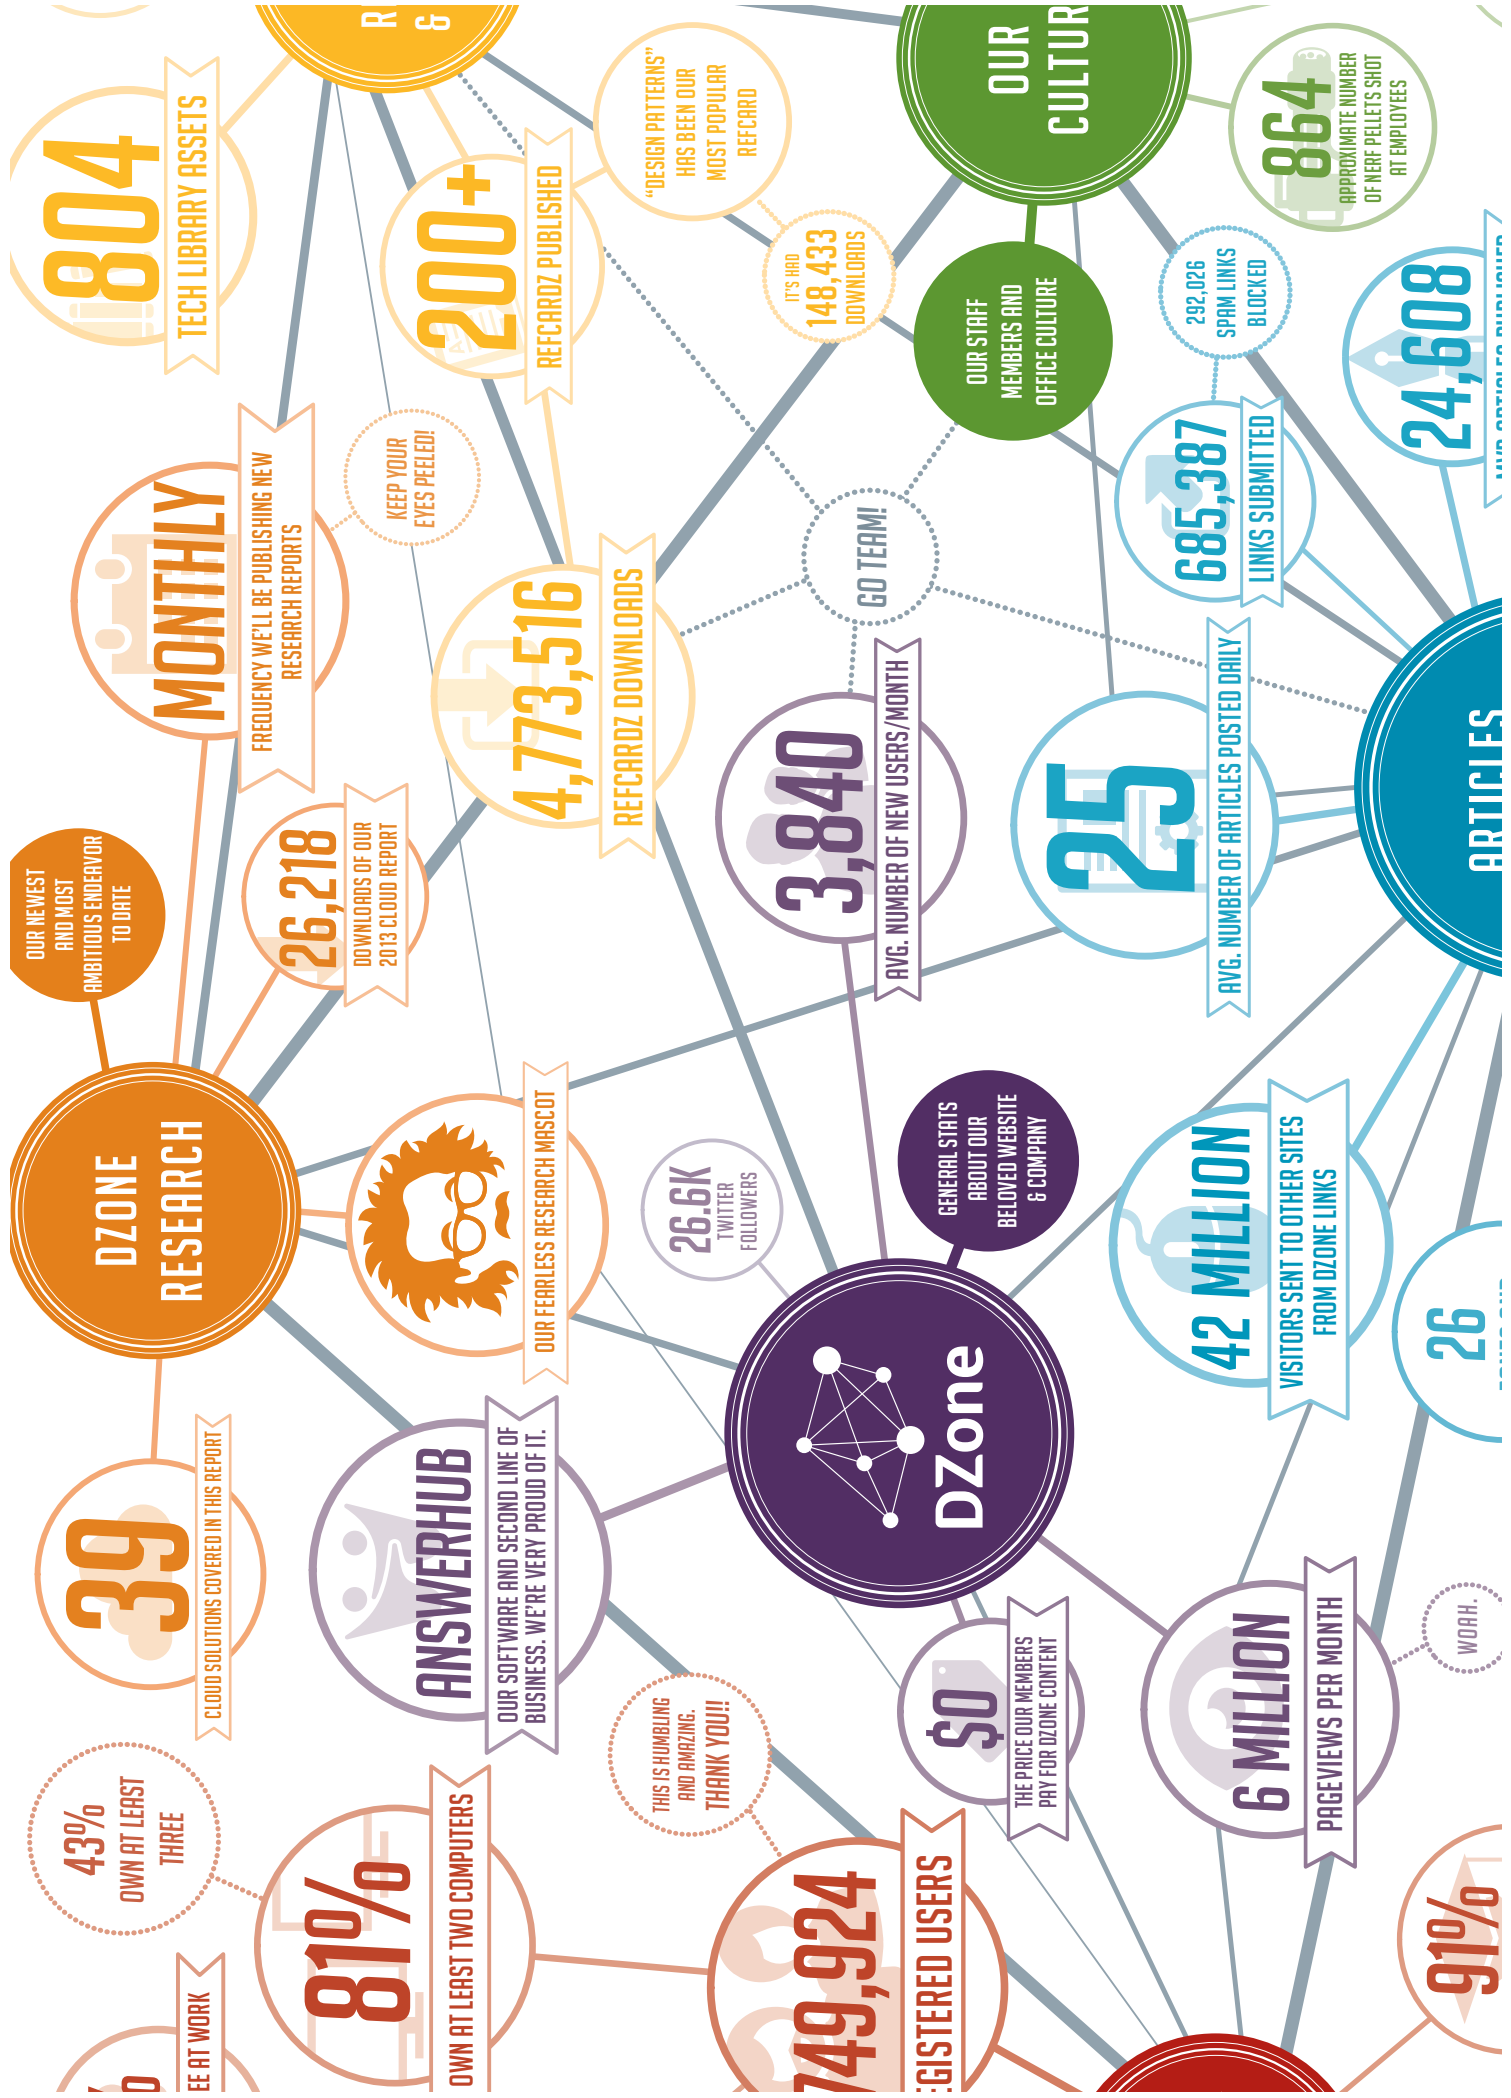 R
&
804
TECH LIBRARY ASSETS
200+
REFCARDZ PUBLISHED
"DESIGN PATTERNS"
HAS BEEN OUR
MOST POPULAR
REFCARD
IT'S HAD
148,433
DOWNLOADS
4,773,516
REFCARDZ DOWNLOADS
OUR
CULTUR
OUR STAFF
MEMBERS AND
OFFICE CULTURE
864
APPROXIMATE NUMBER
OF NERF PELLETS SHOT
AT EMPLOYEES
GO TEAM!
292,026
SPAM LINKS
BLOCKED
685,387
LINKS SUBMITTED
24,608
25
AVG. NUMBER OF ARTICLES POSTED DAILY
ARTICLES
42 MILLION
VISITORS SENT TO OTHER SITES
FROM DZONE LINKS
26
MONTHLY
FREQUENCY WE'LL BE PUBLISHING NEW
RESEARCH REPORTS
KEEP YOUR
EYES PEELED!
OUR NEWEST
AND MOST
AMBITIOUS ENDEAVOR
TO DATE
26,218
DOWNLOADS OF OUR
2013 CLOUD REPORT
DZONE
RESEARCH
OUR FEARLESS RESEARCH MASCOT
39
CLOUD SOLUTIONS COVERED IN THIS REPORT
3,840
AVG. NUMBER OF NEW USERS/MONTH
26.6K
TWITTER
FOLLOWERS
GENERAL STATS
ABOUT OUR
BELOVED WEBSITE
& COMPANY
DZone
ANSWERHUB
OUR SOFTWARE AND SECOND LINE OF
BUSINESS. WE'RE VERY PROUD OF IT.
$0
THE PRICE OUR MEMBERS
PAY FOR DZONE CONTENT
6 MILLION
PAGEVIEWS PER MONTH
WOAH.
43%
OWN AT LEAST
THREE
81%
OWN AT LEAST TWO COMPUTERS
THIS IS HUMBLING
AND AMAZING.
THANK YOU!!
749,924
EGISTERED USERS
EE AT WORK
91%